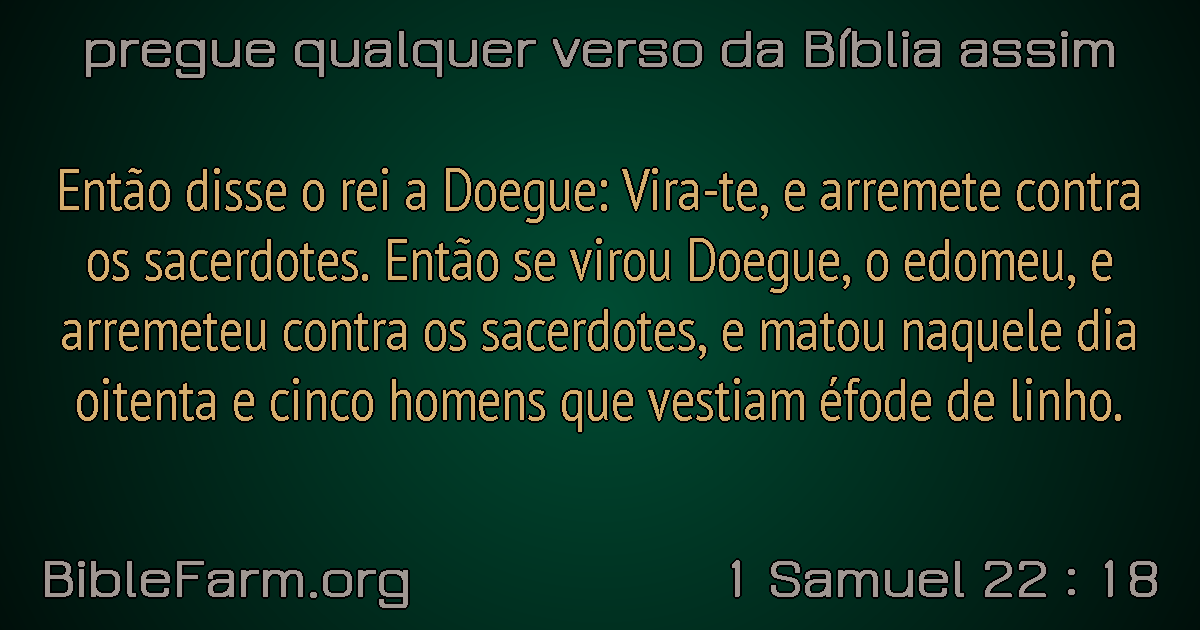 pregue qualquer verso da Bíblia assim
Então disse o rei a Doegue: Vira-te, e arremete contra
os sacerdotes. Então se virou Doegue, o edomeu, e
arremeteu contra os sacerdotes, e matou naquele dia
oitenta e cinco homens que vestiam éfode de linho.
BibleFarm.org
1 Samuel 22 : 18